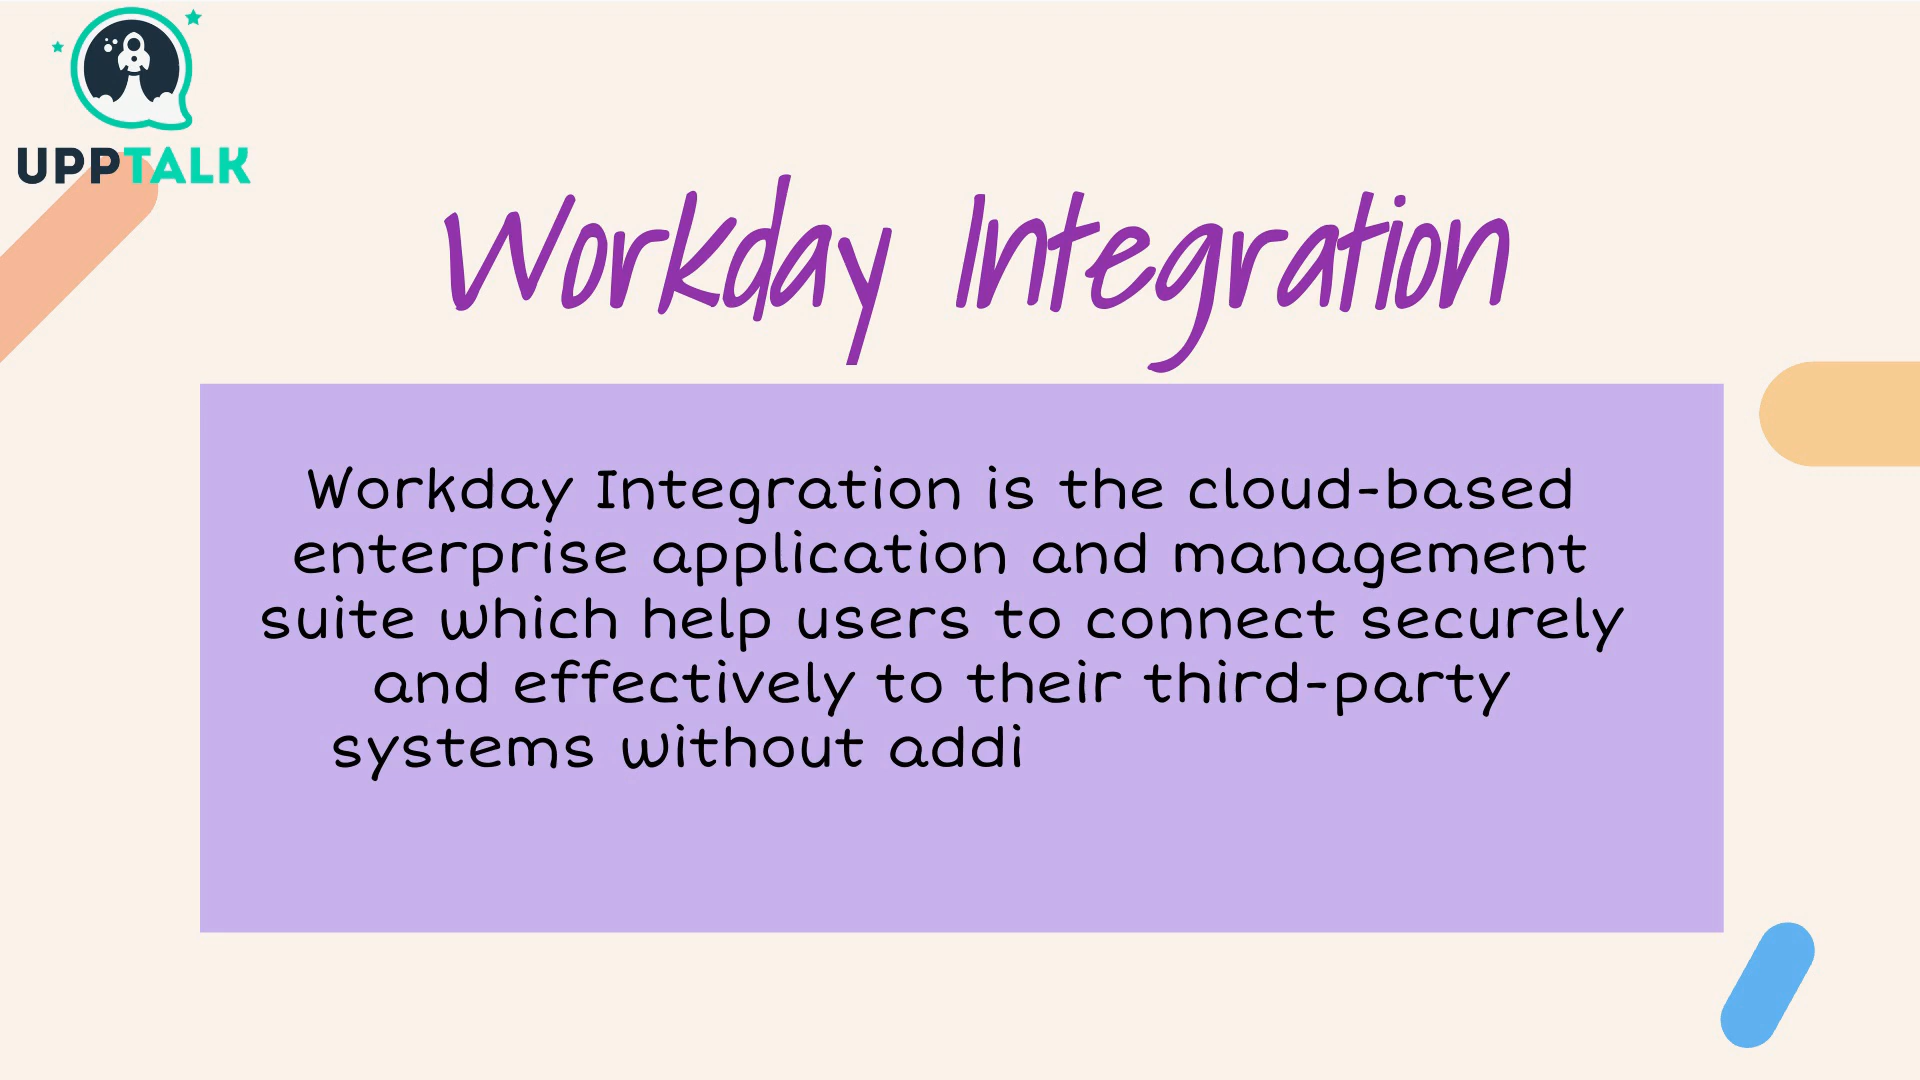 UPPTALK
Workday Integration
Workday Integration is the cloud-based
enterprise application and management
suite which help users to connect securely
and effectively to their third-party
systems without addi